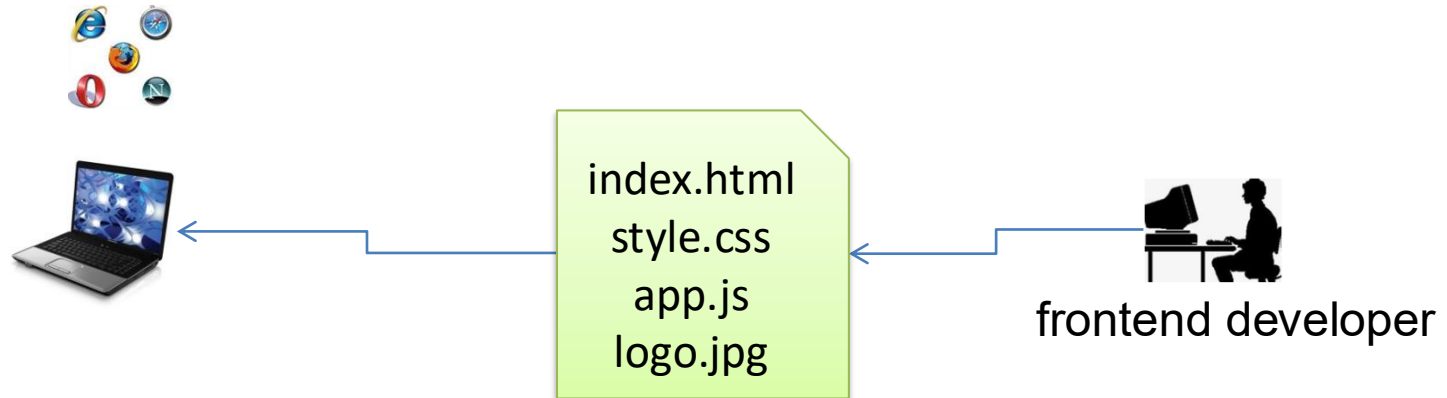 index.html
style.css
app.js
logo.jpg
frontend developer